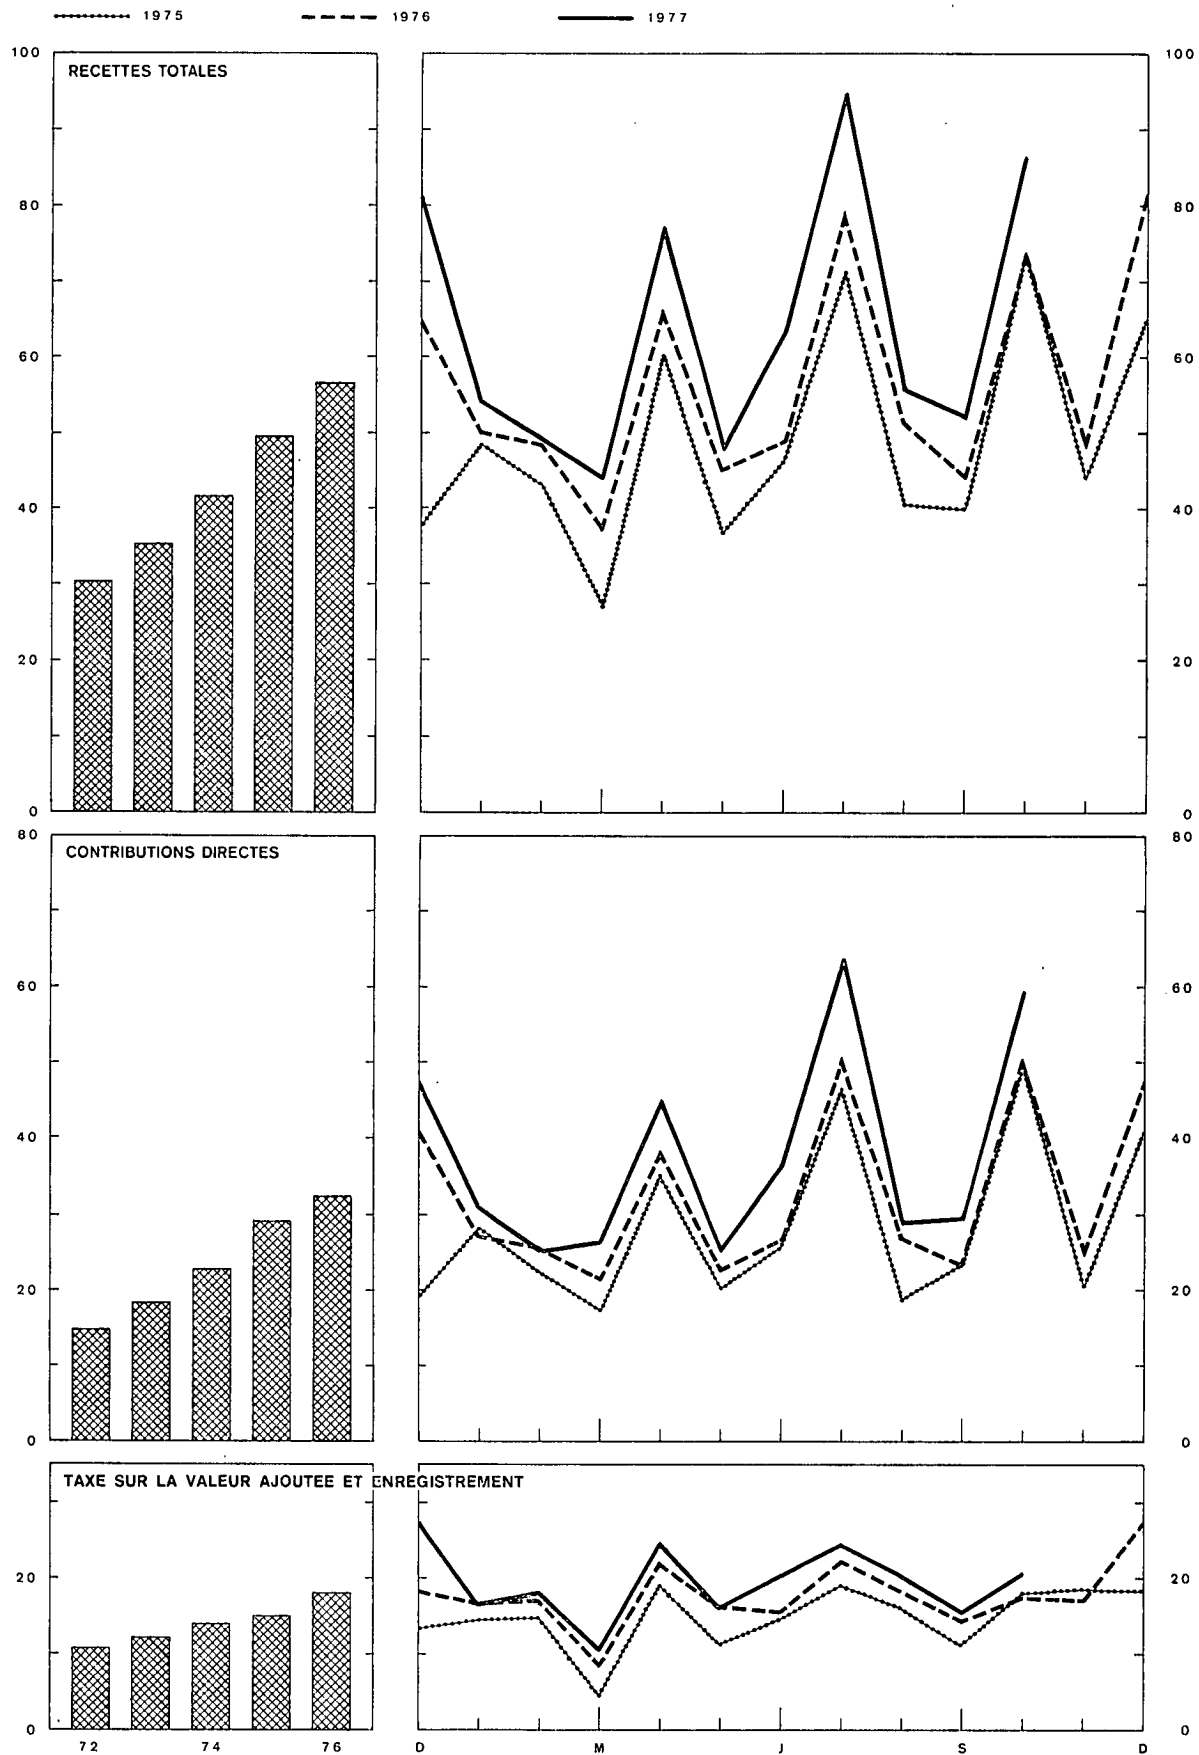 1975 1976 1977
100 RECETTES TOTALES 100
80 80
60 60
40 40
20 20
0 0
80 CONTRIBUTIONS DIRECTES 80
60 60
40 40
20 20
0 0
TAXE SUR LA VALEUR AJOUTEE ET ENREGISTREMENT
20 20
0 0
72 74 76 D M J S D